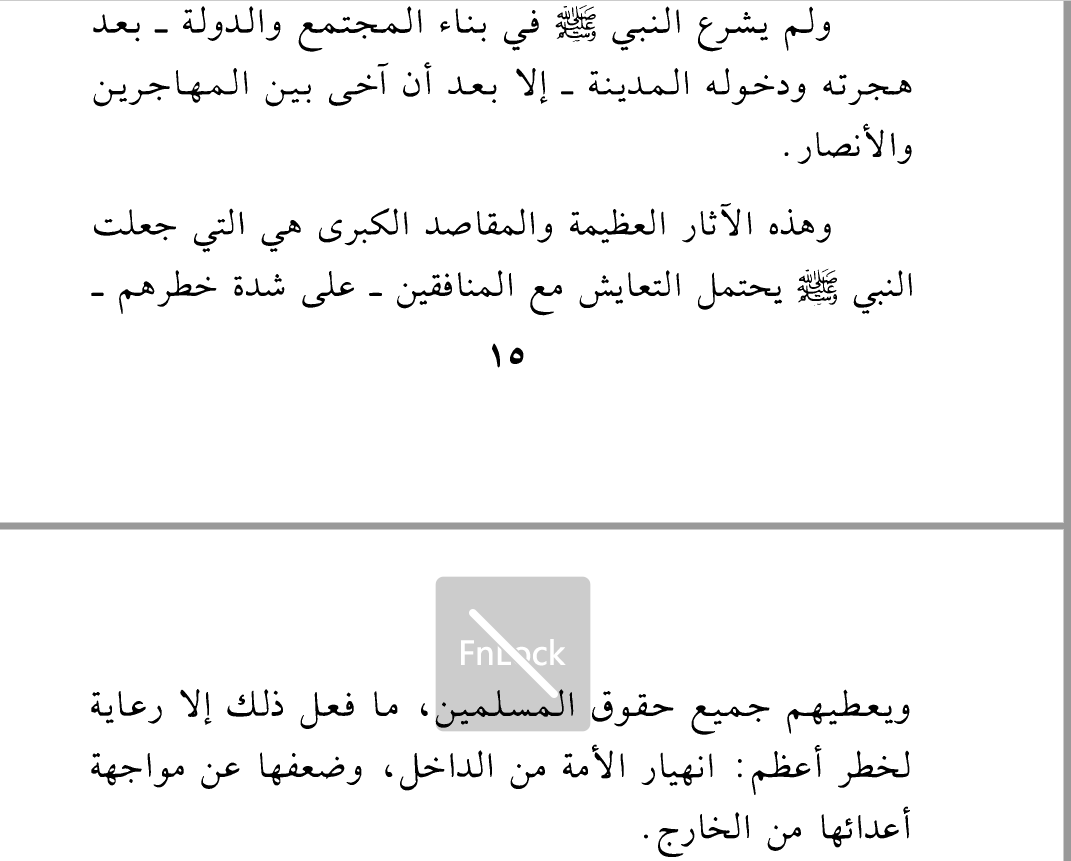 ولم يشرع النبي ﷺ في بناء المجتمع والدولة ـ بعد
هجرته ودخوله المدينة ـ إلا بعد أن آخى بين المهاجرين
والأنصار .
وهذه الآثار العظيمة والمقاصد الكبرى هي التي جعلت
النبي ﷺ يحتمل التعايش مع المنافقين ـ على شدة خطرهم ـ
١٥
FnLock
ويعطيهم جميع حقوق المسلمين، ما فعل ذلك إلا رعاية
لخطر أعظم: انهيار الأمة من الداخل، وضعفها عن مواجهة
أعدائها من الخارج.